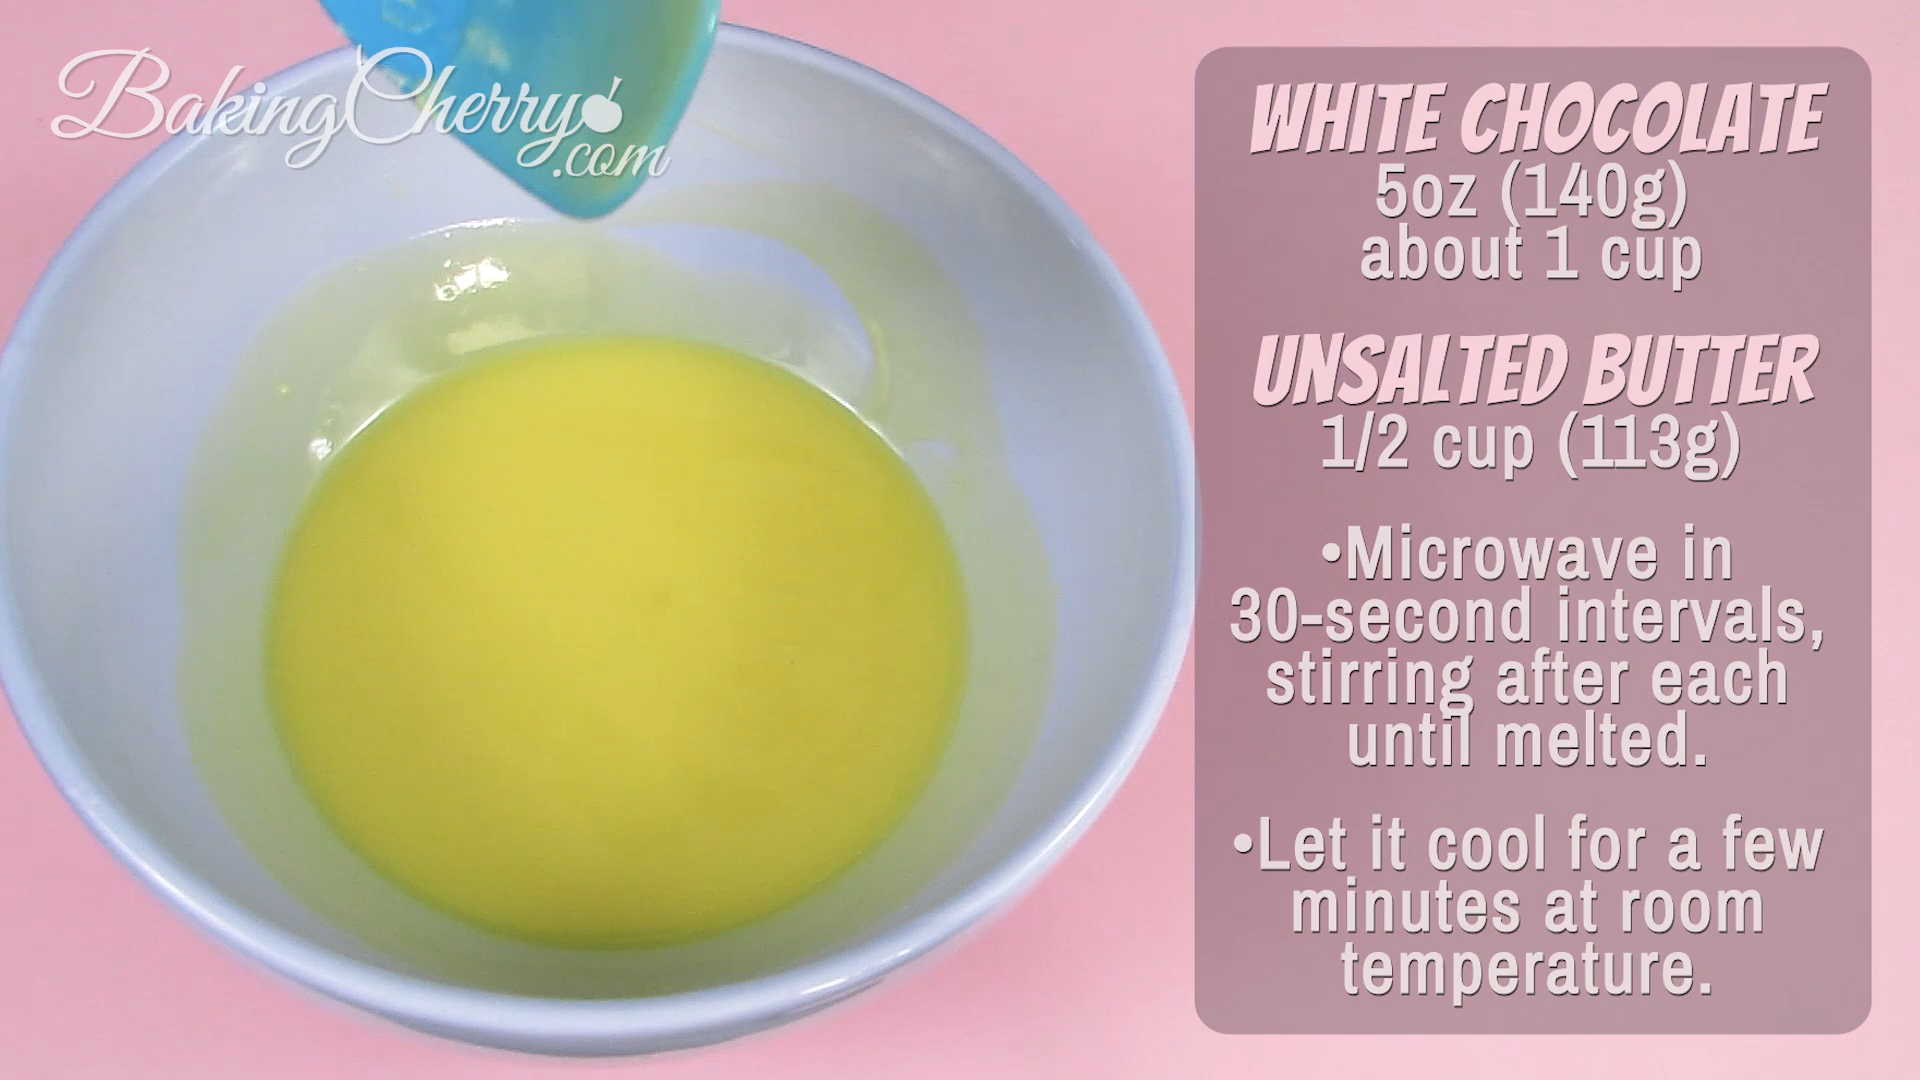 BakingCherry
.com
WHITE CHOCOLATE
5oz (140g)
about 1 cup
UNSALTED BUTTER
1/2 cup (113g)
•Microwave in
30-second intervals,
stirring after each
until melted.
•Let it cool for a few
minutes at room
temperature.